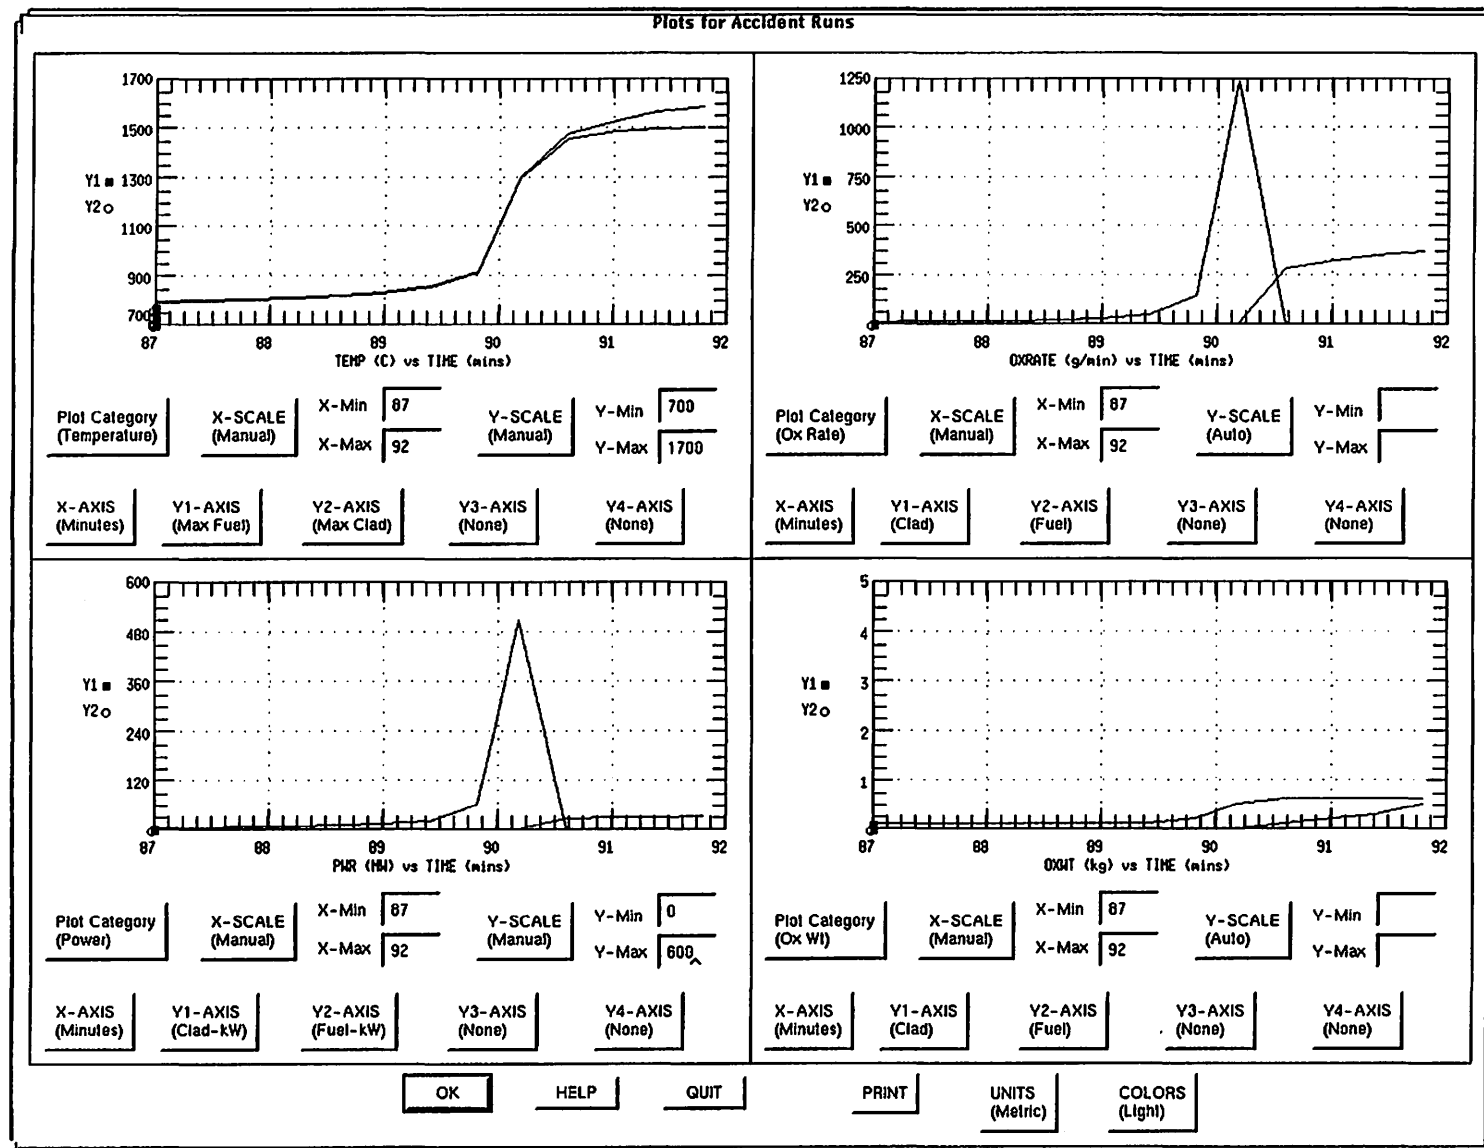 Plots for Accident Runs
1700
1500
Y1 1300
Y2
1100
900
700
87 88 89 90 91 92
TEMP (C) vs TIME (mins)
Plot Category
(Temperature)
X-SCALE
(Manual)
X-Min 87
X-Max 92
Y-SCALE
(Manual)
Y-Min 700
Y-Max 1700
X-AXIS
(Minutes)
Y1-AXIS
(Max Fuel)
Y2-AXIS
(Max Clad)
Y3-AXIS
(None)
Y4-AXIS
(None)
1250
1000
Y1 750
Y2
500
250
87 88 89 90 91 92
OXRATE (g/min) vs TIME (mins)
Plot Category
(Ox Rate)
X-SCALE
(Manual)
X-Min 87
X-Max 92
Y-SCALE
(Auto)
Y-Min
Y-Max
X-AXIS
(Minutes)
Y1-AXIS
(Clad)
Y2-AXIS
(Fuel)
Y3-AXIS
(None)
Y4-AXIS
(None)
600
480
Y1 360
Y2
240
120
87 88 89 90 91 92
PWR (MW) vs TIME (mins)
Plot Category
(Power)
X-SCALE
(Manual)
X-Min 87
X-Max 92
Y-SCALE
(Manual)
Y-Min 0
Y-Max 600
X-AXIS
(Minutes)
Y1-AXIS
(Clad-kW)
Y2-AXIS
(Fuel-kW)
Y3-AXIS
(None)
Y4-AXIS
(None)
5
4
Y1 3
Y2
2
1
87 88 89 90 91 92
OXWT (kg) vs TIME (mins)
Plot Category
(Ox Wt)
X-SCALE
(Manual)
X-Min 87
X-Max 92
Y-SCALE
(Auto)
Y-Min
Y-Max
X-AXIS
(Minutes)
Y1-AXIS
(Clad)
Y2-AXIS
(Fuel)
Y3-AXIS
(None)
Y4-AXIS
(None)
OK
HELP
QUIT
PRINT
UNITS
(Metric)
COLORS
(Light)